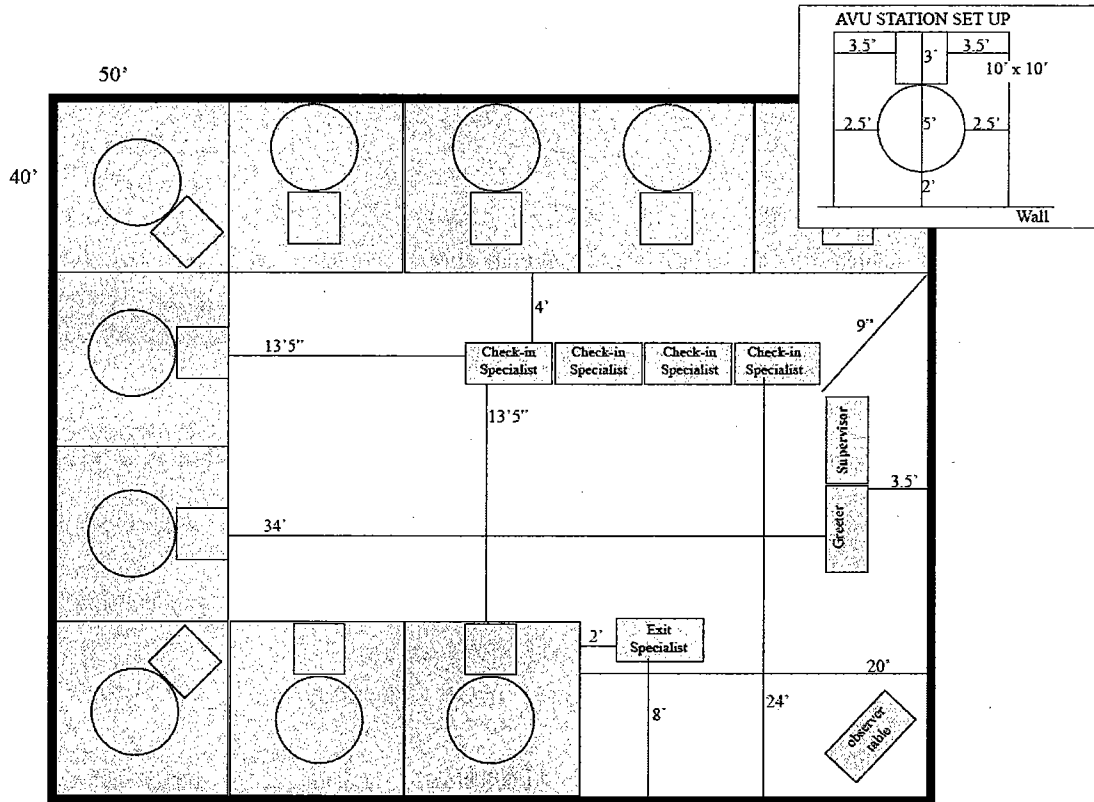 AVU STATION SET UP
3.5'
3'
3.5'
10' x 10'
2.5'
5'
2.5'
2'
Wall
50'
40'
4'
9''
13'5''
Check-in
Specialist
Check-in
Specialist
Check-in
Specialist
Check-in
Specialist
13'5''
Supervisor
3.5'
34'
Greeter
2'
Exit
Specialist
20'
8'
24'
observer
table